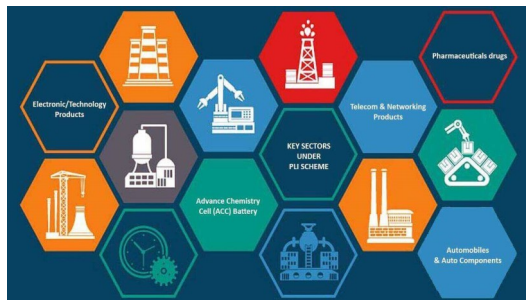 Pharmaceuticals drugs
Electronic/Technology
Products
Telecom & Networking
Products
KEY SECTORS
UNDER
PLI SCHEME
Advance Chemistry
Cell (ACC) Battery
Automobiles
& Auto Components